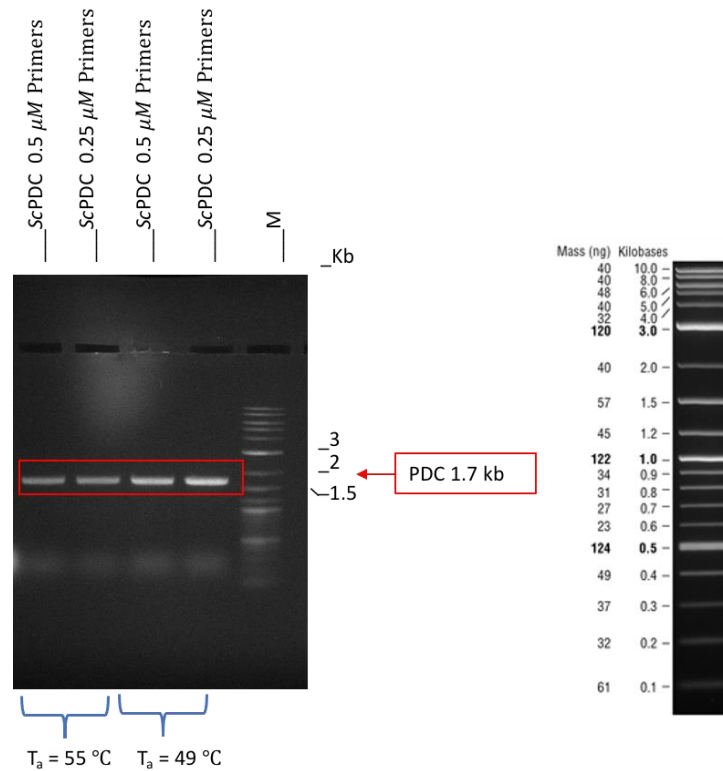 ScPDC 0.5 μM Primers
ScPDC 0.25 μM Primers
ScPDC 0.5 μM Primers
ScPDC 0.25 μM Primers
M
_Kb
_3
_2
_1.5
PDC 1.7 kb
Tₐ = 55 °C
Tₐ = 49 °C
Mass (ng) Kilobases
40 10.0
40 8.0
48 6.0
40 5.0
32 4.0
120 3.0
40 2.0
57 1.5
45 1.2
122 1.0
34 0.9
31 0.8
27 0.7
23 0.6
124 0.5
49 0.4
37 0.3
32 0.2
61 0.1